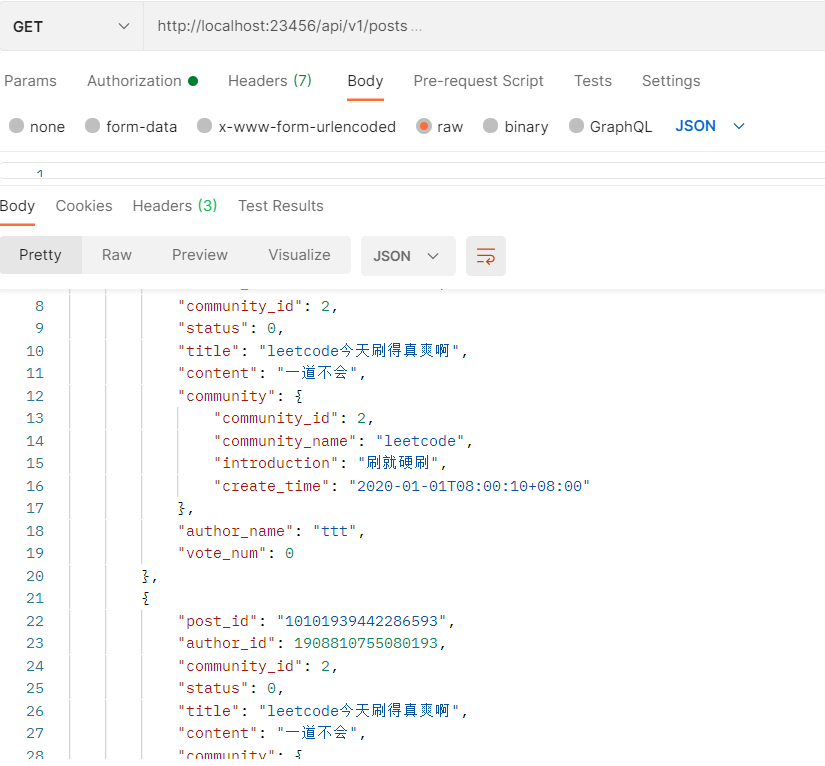 GET http://localhost:23456/api/v1/posts ...
Params Authorization Headers (7) Body Pre-request Script Tests Settings
none form-data x-www-form-urlencoded raw binary GraphQL JSON
1
Body Cookies Headers (3) Test Results
Pretty Raw Preview Visualize JSON
8 "community_id": 2,
9 "status": 0,
10 "title": "leetcode今天刷得真爽啊",
11 "content": "一道不会",
12 "community": {
13 "community_id": 2,
14 "community_name": "leetcode",
15 "introduction": "刷就硬刷",
16 "create_time": "2020-01-01T08:00:10+08:00"
17 },
18 "author_name": "ttt",
19 "vote_num": 0
20 },
21 {
22 "post_id": "10101939442286593",
23 "author_id": 1908810755080193,
24 "community_id": 2,
25 "status": 0,
26 "title": "leetcode今天刷得真爽啊",
27 "content": "一道不会",
28 "community": {